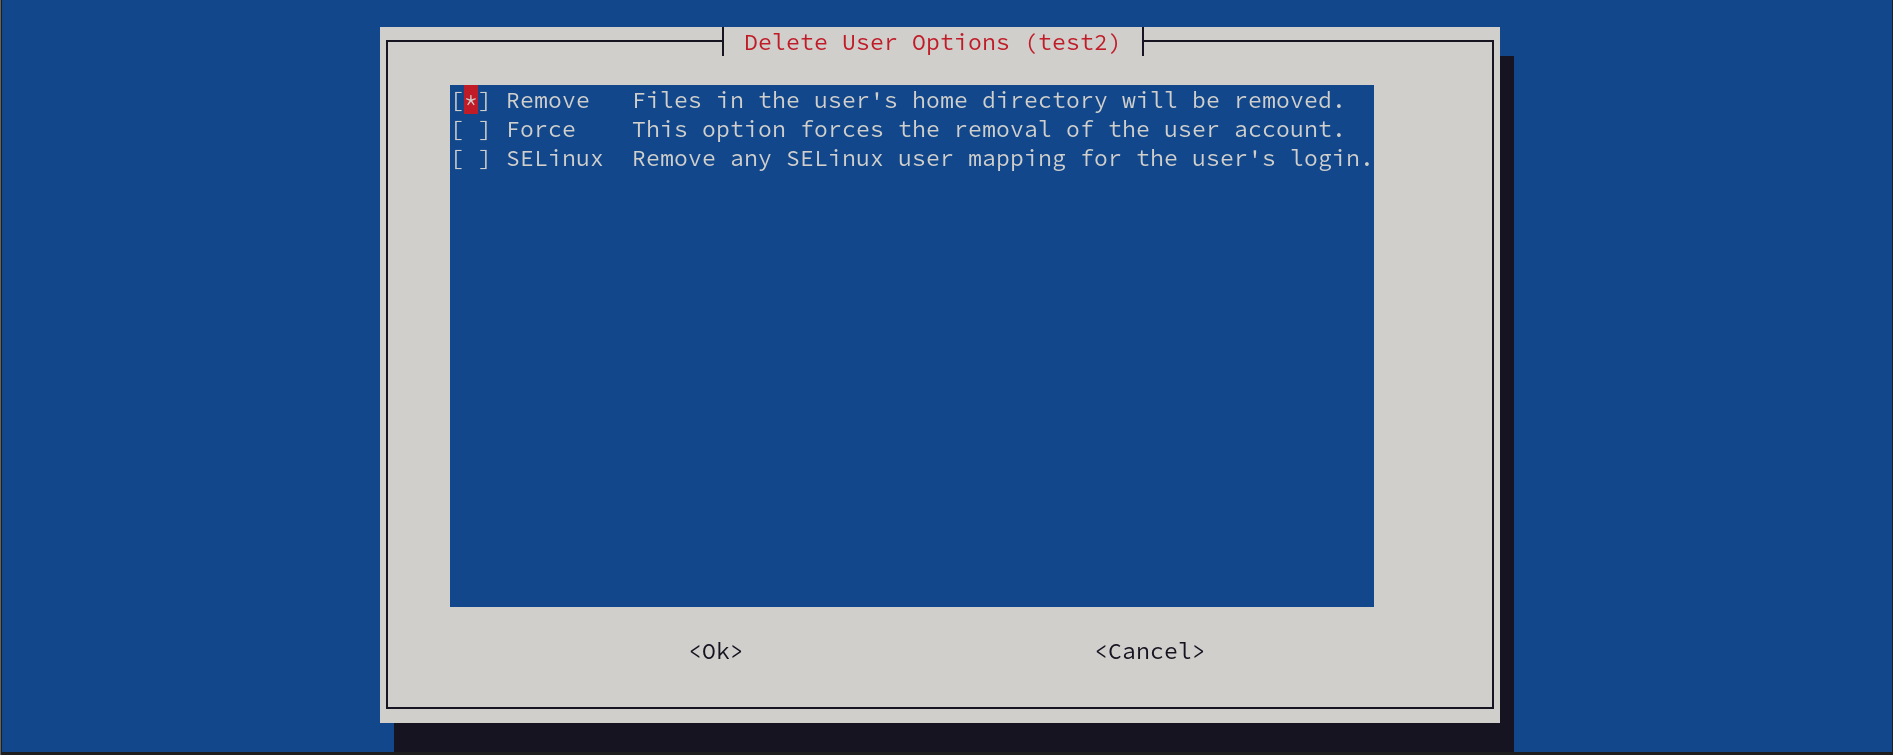 Delete User Options (test2)
[*] Remove   Files in the user's home directory will be removed.
[ ] Force    This option forces the removal of the user account.
[ ] SELinux  Remove any SELinux user mapping for the user's login.
<Ok> <Cancel>